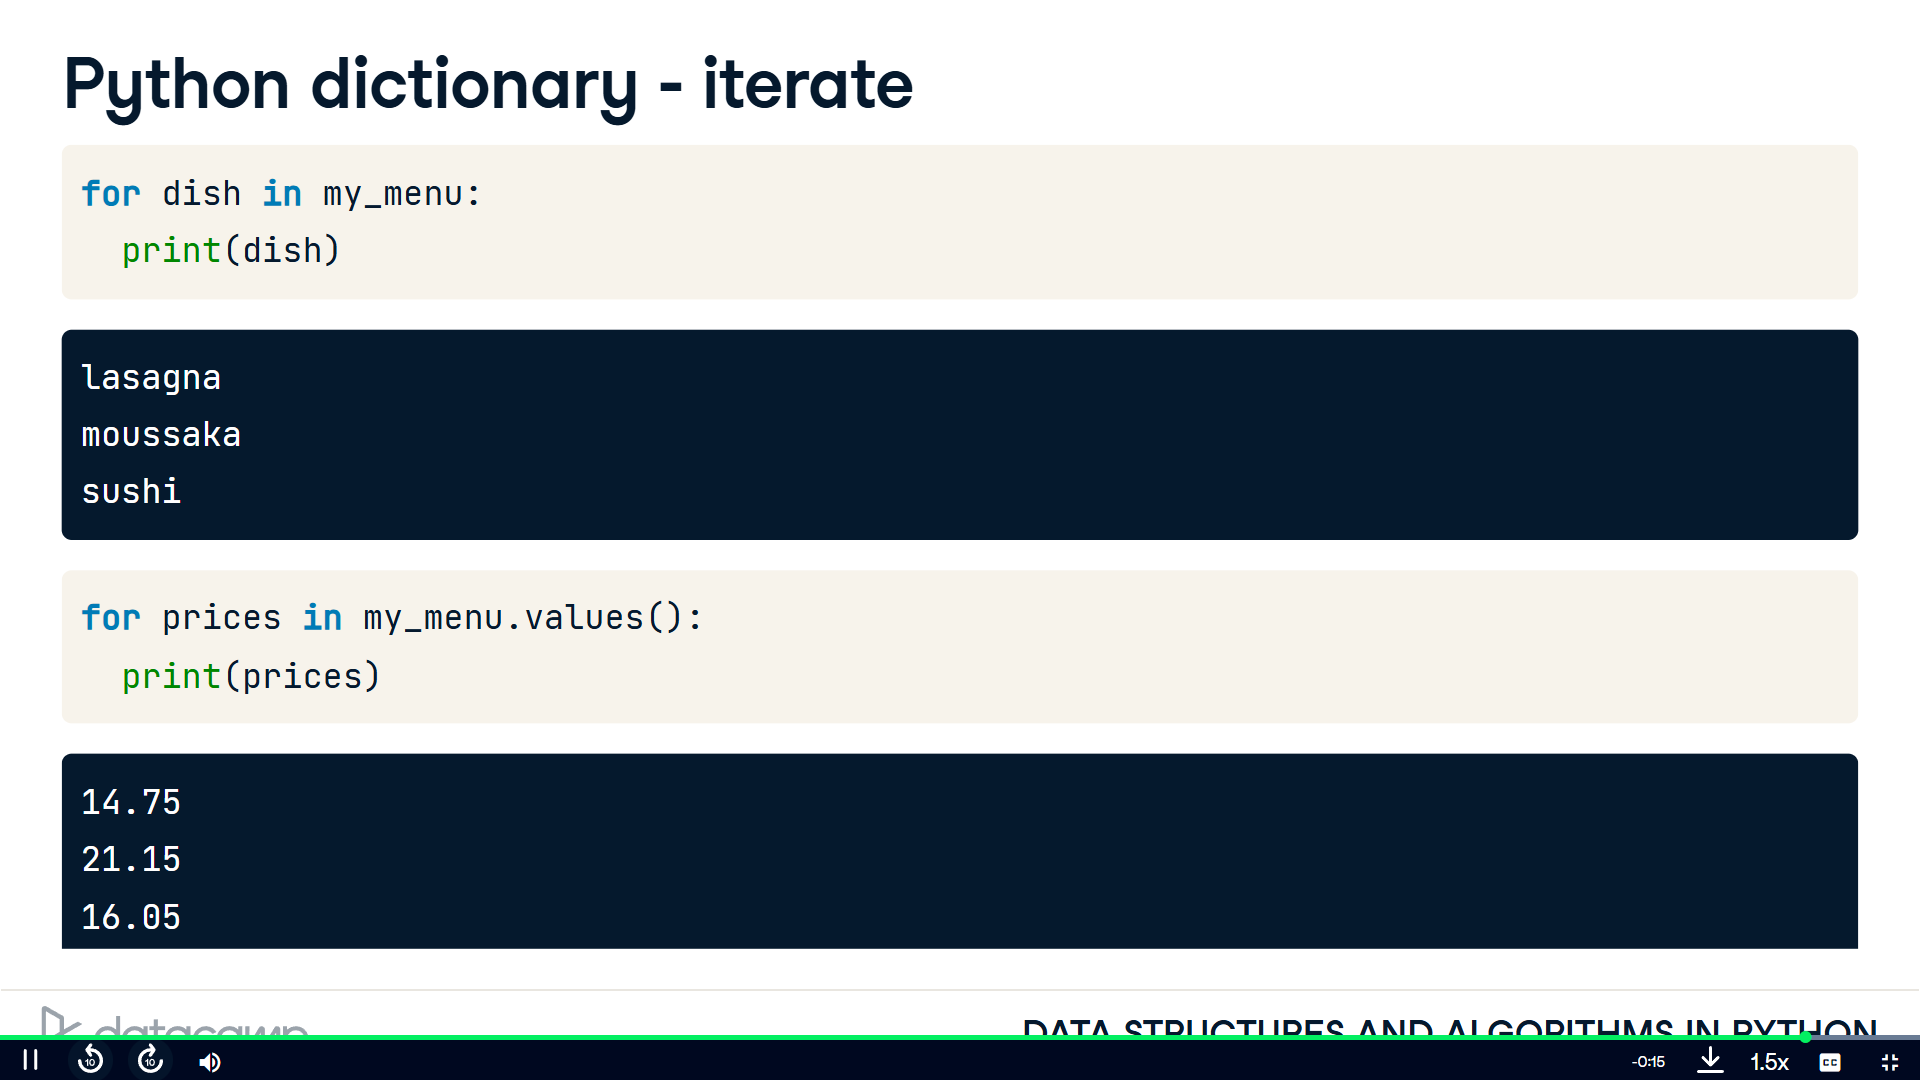 Python dictionary - iterate
for dish in my_menu:
  print(dish)
lasagna
moussaka
sushi
for prices in my_menu.values():
  print(prices)
14.75
21.15
16.05
datacamp
DATA STRUCTURES AND ALGORITHMS IN PYTHON
10
10
-0:15
1.5x
CC